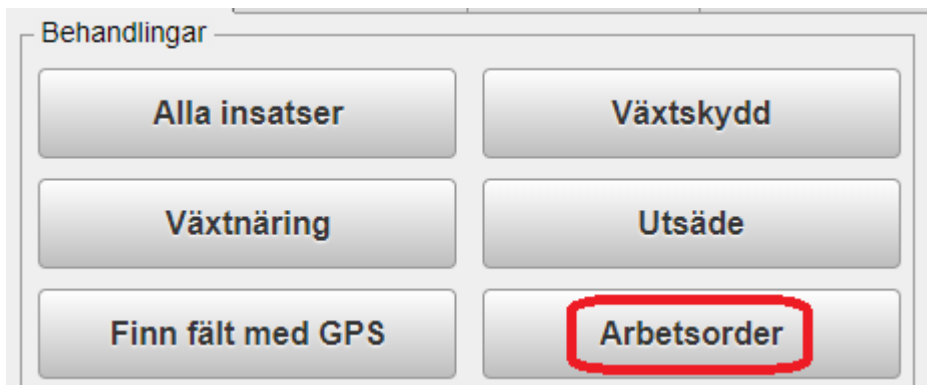 Behandlingar
Alla insatser
Växtskydd
Växtnäring
Utsäde
Finn fält med GPS
Arbetsorder